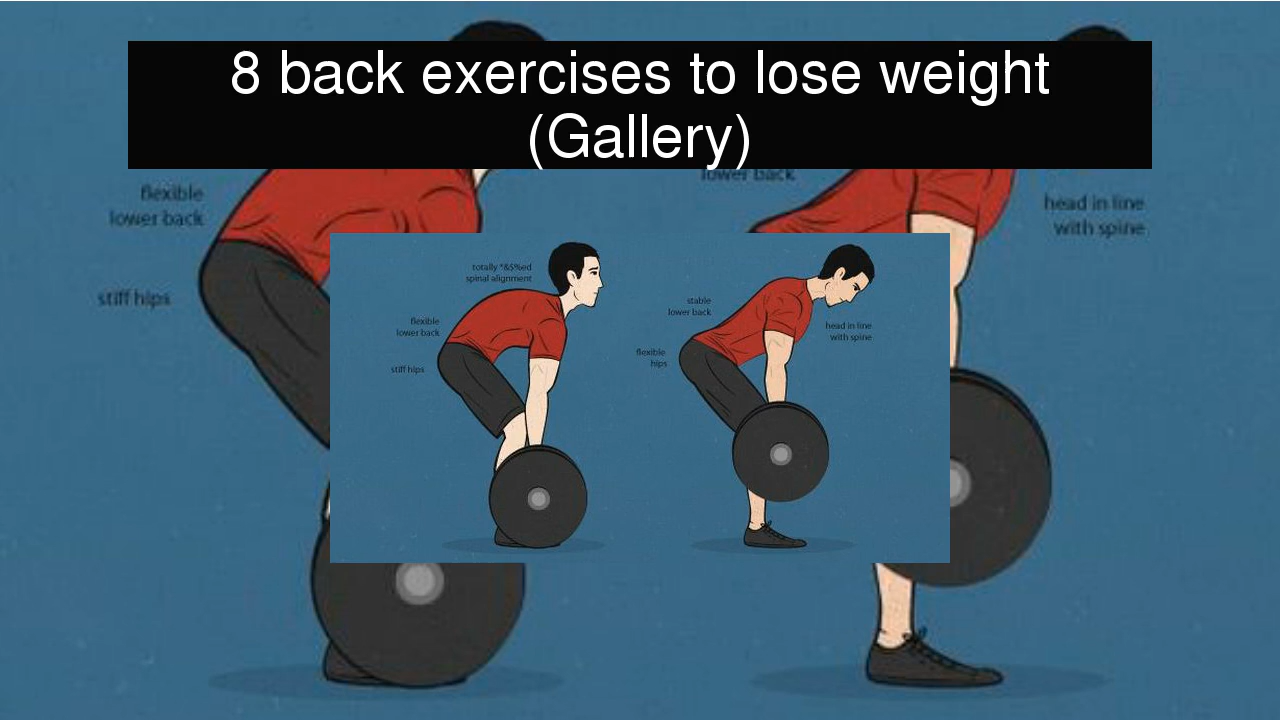 8 back exercises to lose weight
(Gallery)
flexible
lower back
stiff hips
lower back
head in line
with spine
totally *&$%ed
spinal alignment
flexible
lower back
stiff hips
stable
lower back
head in line
with spine
flexible
hips